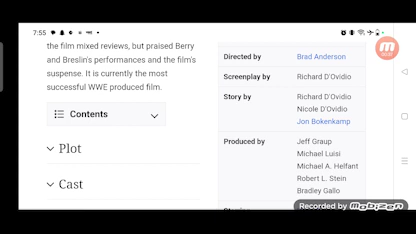 7:55
the film mixed reviews, but praised Berry
and Breslin's performances and the film's
suspense. It is currently the most
successful WWE produced film.
Contents
Plot
Cast
Directed by Brad Anderson
Screenplay by Richard D'Ovidio
Story by Richard D'Ovidio
Nicole D'Ovidio
Jon Bokenkamp
Produced by Jeff Graup
Michael Luisi
Michael A. Helfant
Robert L. Stein
Bradley Gallo
Recorded by Mobizen